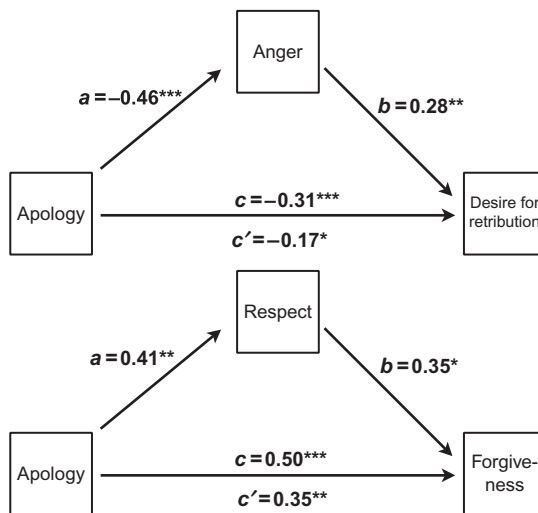 Anger
a = –0.46***
b = 0.28**
Apology
c = –0.31***
Desire for
retribution
c′ = –0.17*
Respect
a = 0.41**
b = 0.35*
Apology
c = 0.50***
Forgive-
ness
c′ = 0.35**